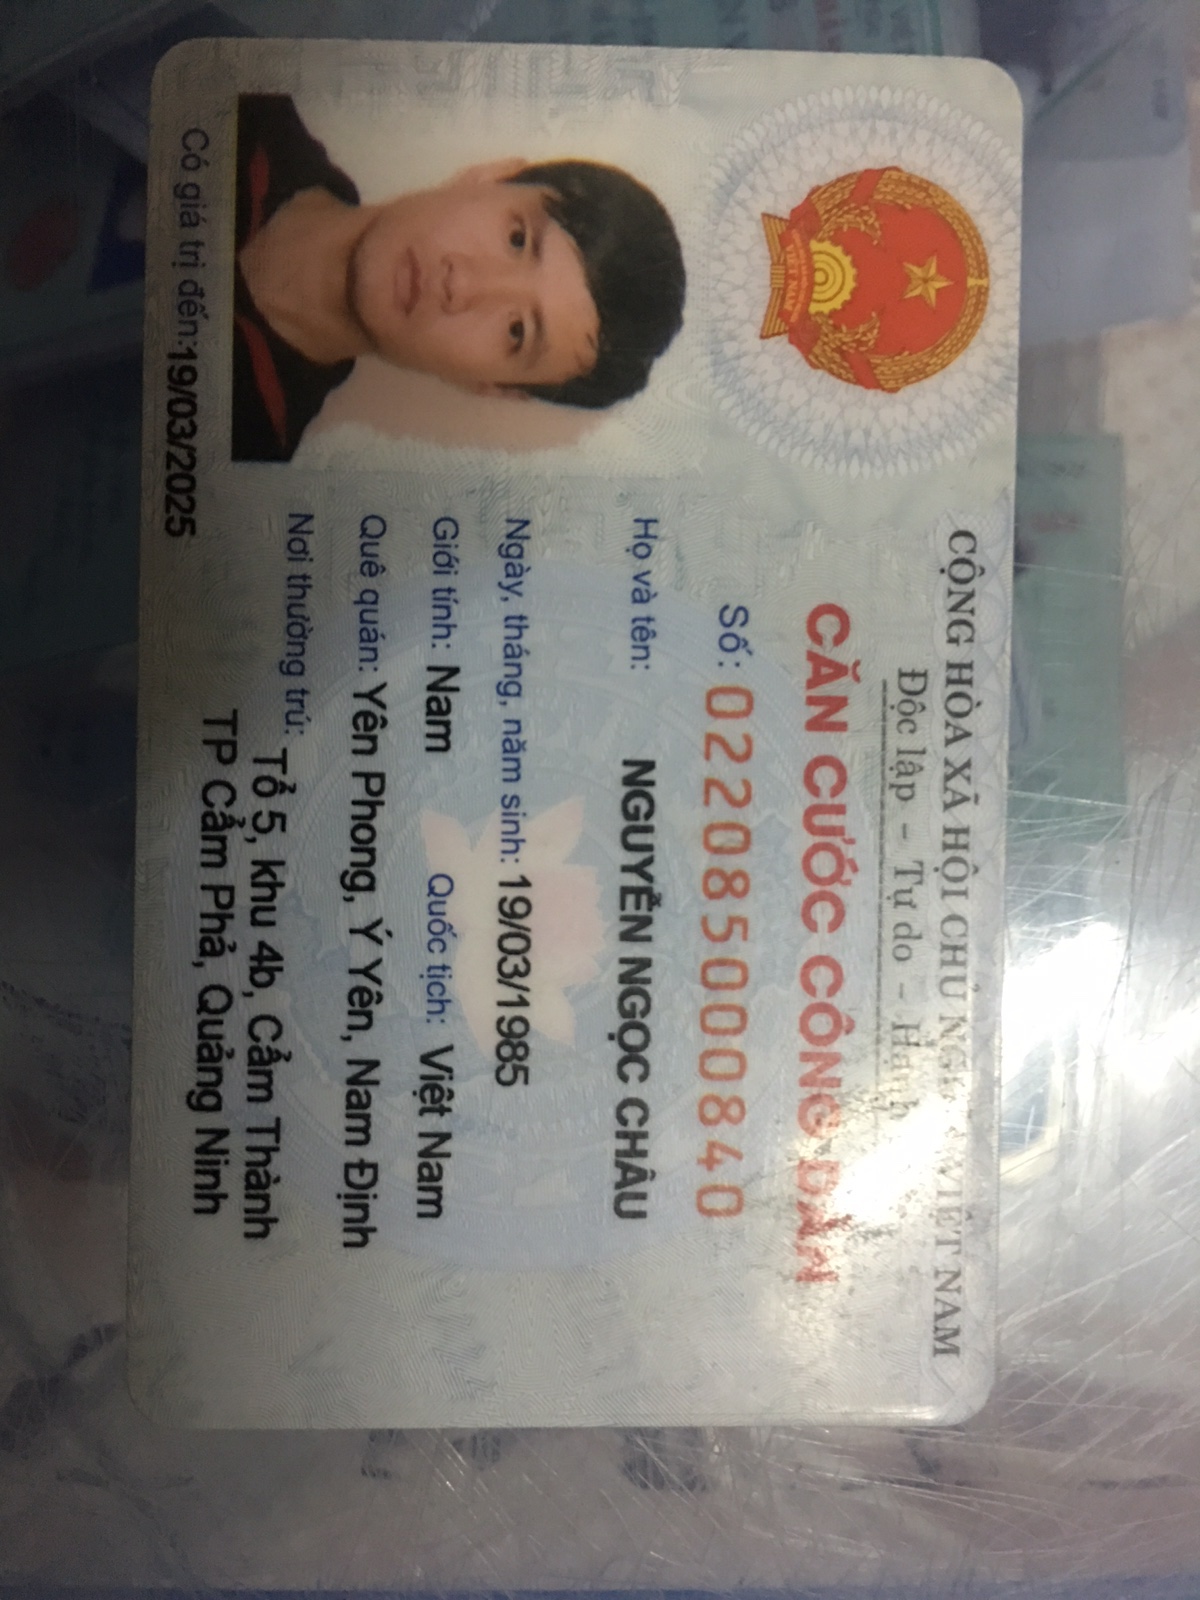 CỘNG HÒA XÃ HỘI CHỦ NGHĨA VIỆT NAM
Độc lập - Tự do - Hạnh
CĂN CƯỚC CÔNG DÂN
Số: 022085000840
Họ và tên: NGUYỄN NGỌC CHÂU
Ngày, tháng, năm sinh: 19/03/1985
Giới tính: Nam Quốc tịch: Việt Nam
Quê quán: Yên Phong, Ý Yên, Nam Định
Nơi thường trú:
Tổ 5, khu 4b, Cẩm Thành
TP Cẩm Phả, Quảng Ninh
Có giá trị đến: 19/03/2025
VIỆT NAM